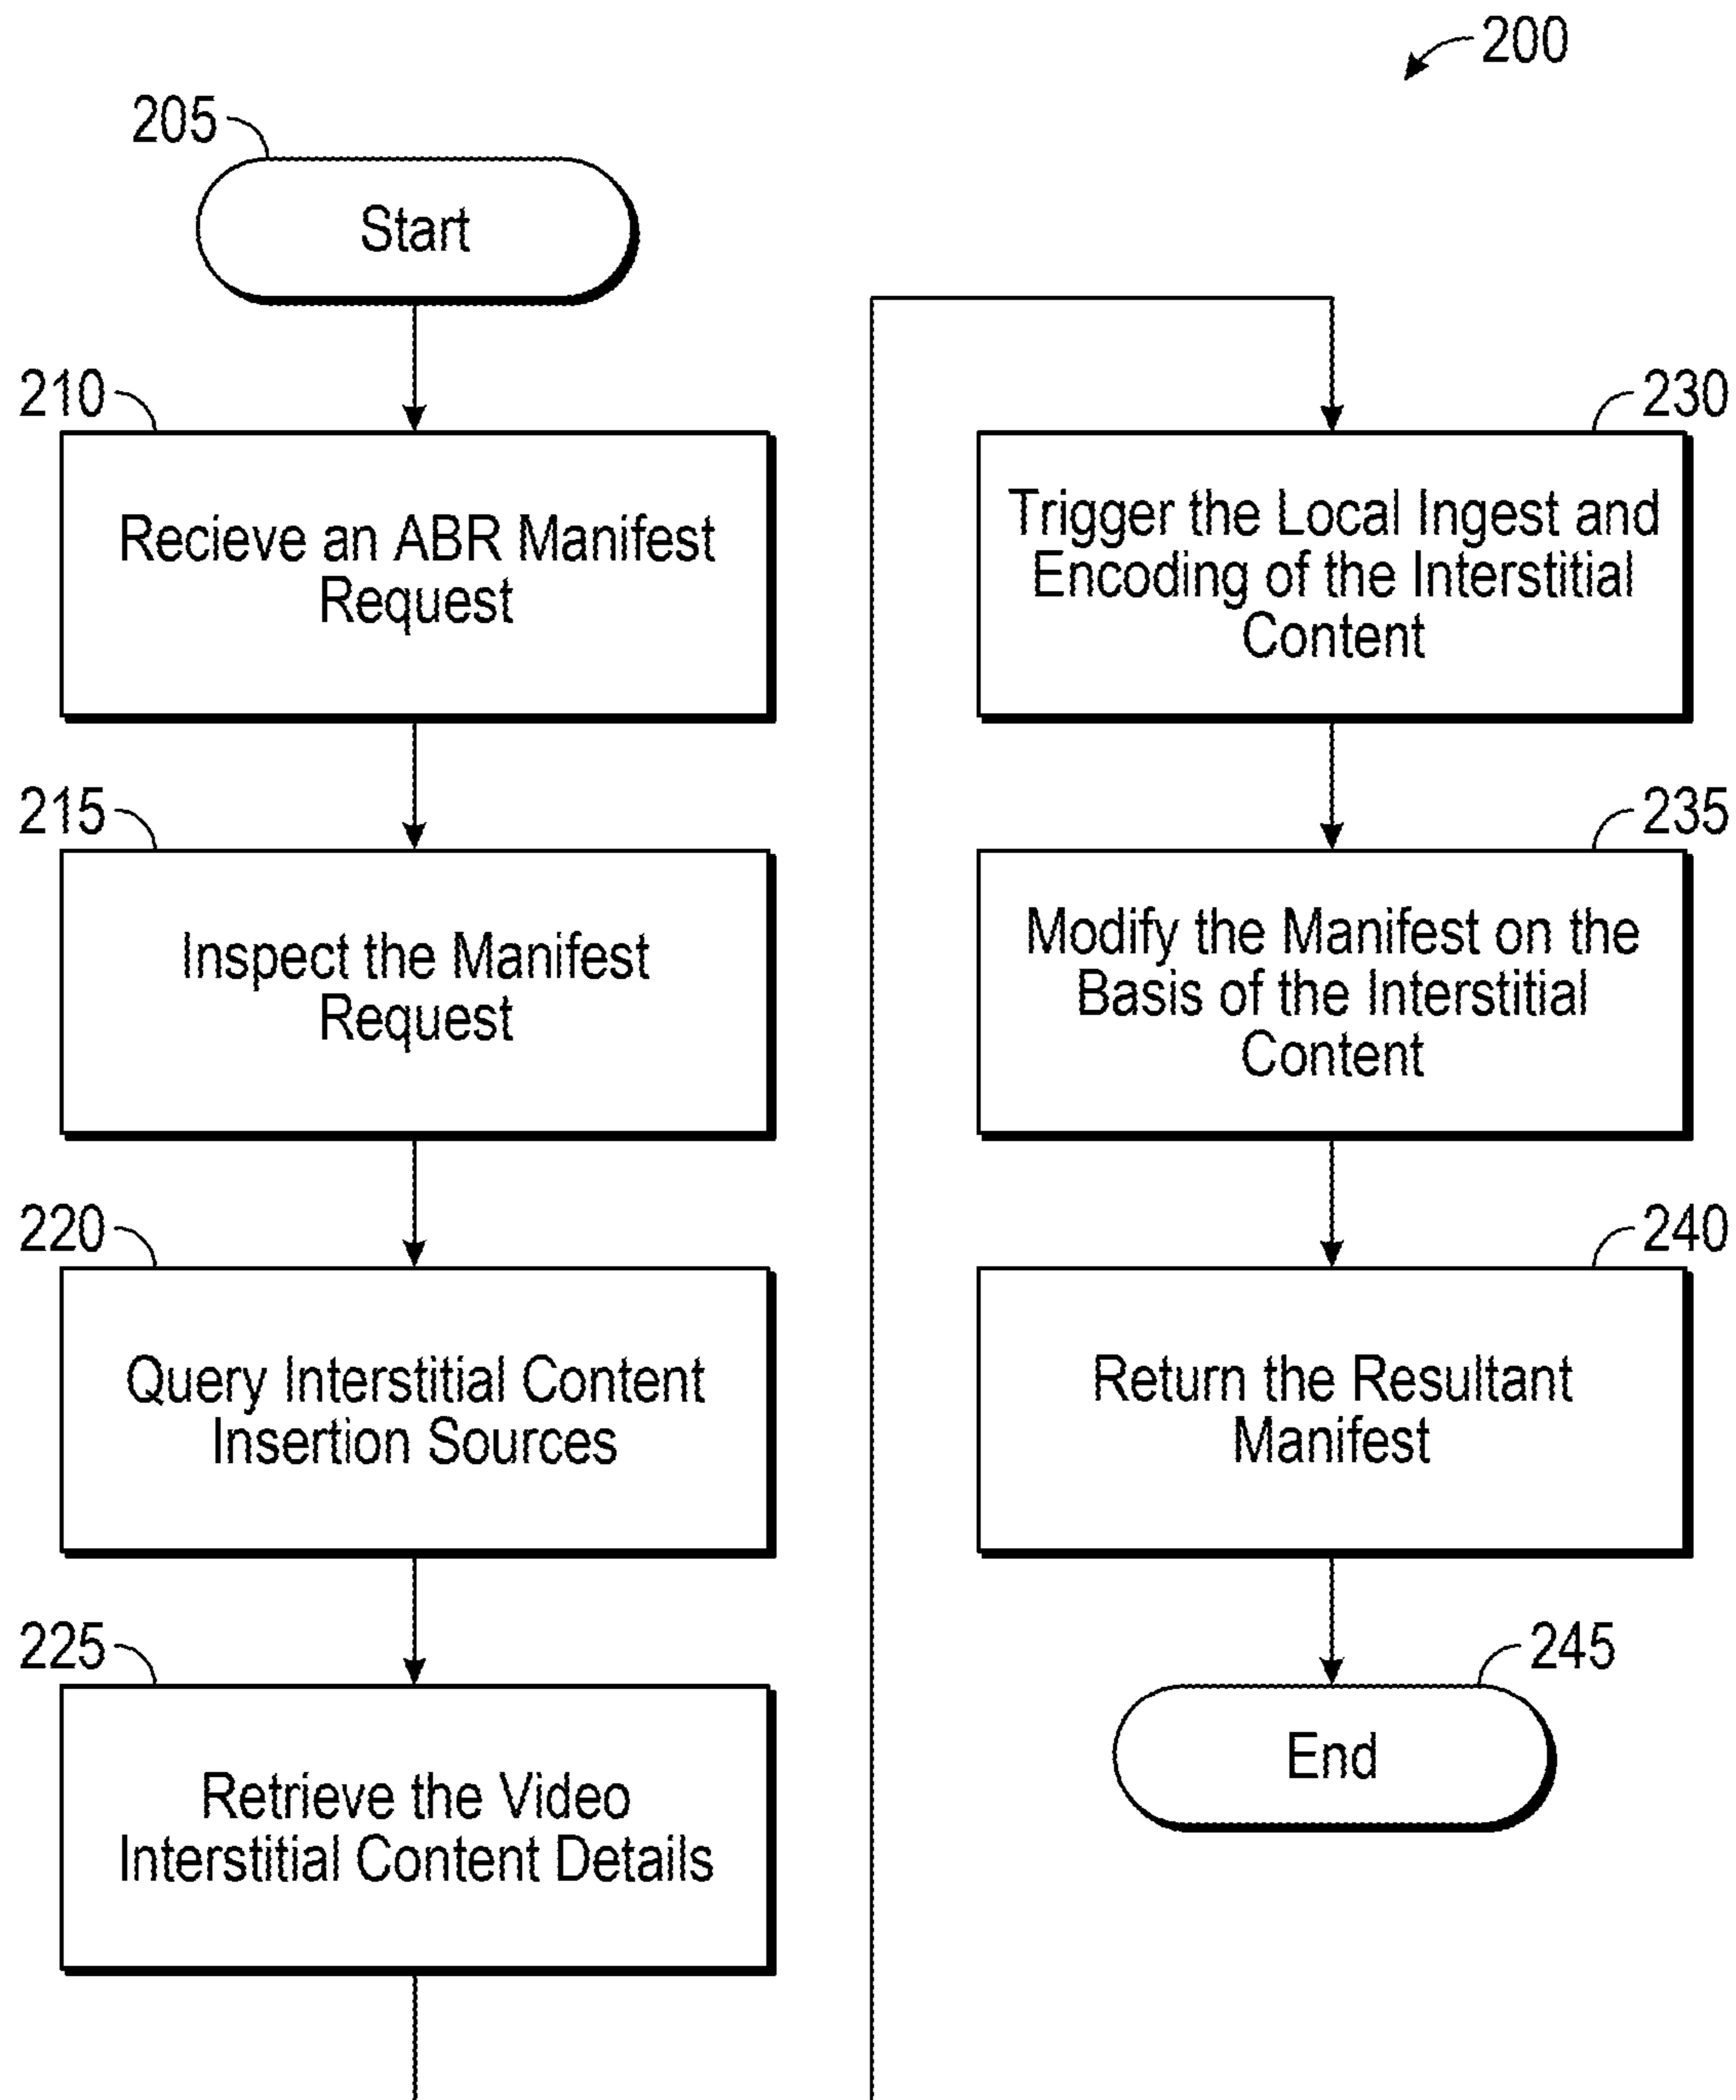 200
205
Start
210
Recieve an ABR Manifest
Request
215
Inspect the Manifest
Request
220
Query Interstitial Content
Insertion Sources
225
Retrieve the Video
Interstitial Content Details
230
Trigger the Local Ingest and
Encoding of the Interstitial
Content
235
Modify the Manifest on the
Basis of the Interstitial
Content
240
Return the Resultant
Manifest
245
End